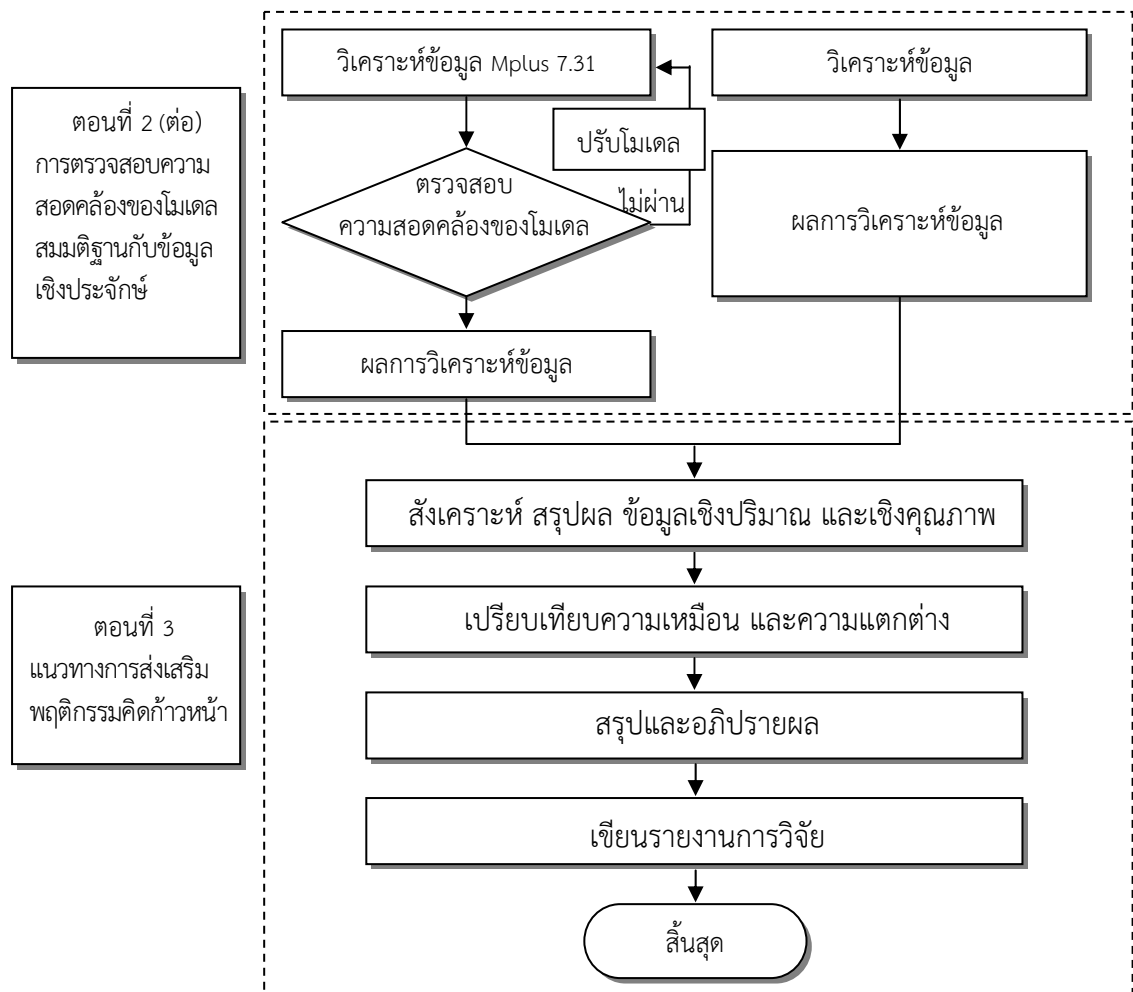 วิเคราะห์ข้อมูล Mplus 7.31
วิเคราะห์ข้อมูล
ตอนที่ 2 (ต่อ)
การตรวจสอบความ
สอดคล้องของโมเดล
สมมติฐานกับข้อมูล
เชิงประจักษ์
ปรับโมเดล
ตรวจสอบ
ความสอดคล้องของโมเดล
ไม่ผ่าน
ผลการวิเคราะห์ข้อมูล
ผลการวิเคราะห์ข้อมูล
สังเคราะห์ สรุปผล ข้อมูลเชิงปริมาณ และเชิงคุณภาพ
ตอนที่ 3
แนวทางการส่งเสริม
พฤติกรรมคิดก้าวหน้า
เปรียบเทียบความเหมือน และความแตกต่าง
สรุปและอภิปรายผล
เขียนรายงานการวิจัย
สิ้นสุด